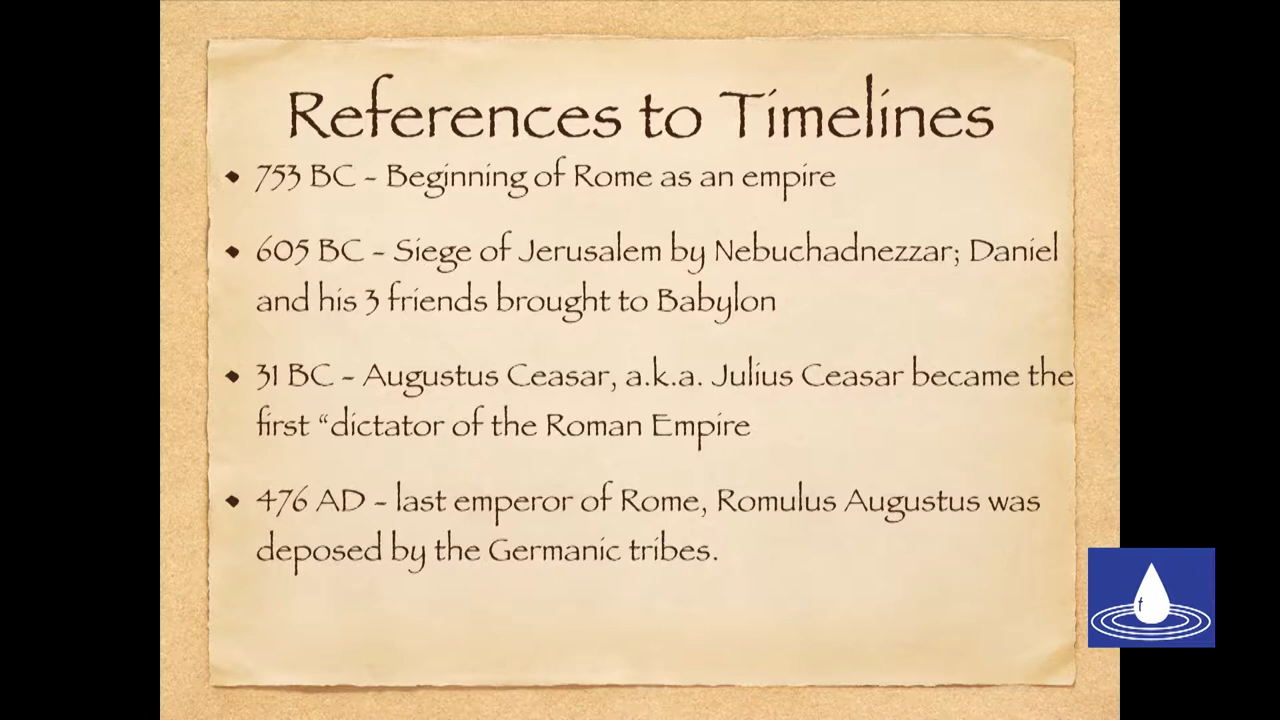 References to Timelines
• 753 BC - Beginning of Rome as an empire
• 605 BC - Siege of Jerusalem by Nebuchadnezzar; Daniel
and his 3 friends brought to Babylon
• 31 BC - Augustus Ceasar, a.k.a. Julius Ceasar became the
first “dictator of the Roman Empire
• 476 AD - last emperor of Rome, Romulus Augustus was
deposed by the Germanic tribes.
t